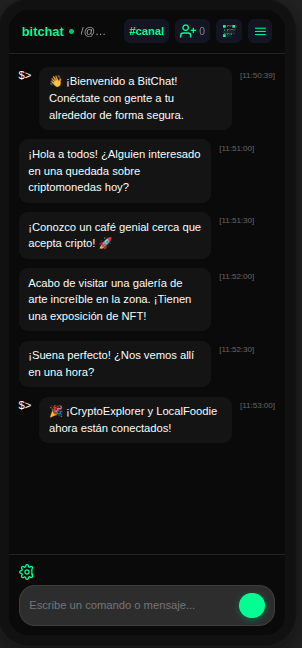 bitchat /@... #canal 0
$> 👋 ¡Bienvenido a BitChat! [11:50:39]
Conéctate con gente a tu
alrededor de forma segura.
¡Hola a todos! ¿Alguien interesado [11:51:00]
en una quedada sobre
criptomonedas hoy?
¡Conozco un café genial cerca que [11:51:30]
acepta cripto! 🚀
Acabo de visitar una galería de [11:52:00]
arte increíble en la zona. ¡Tienen
una exposición de NFT!
¡Suena perfecto! ¿Nos vemos allí [11:52:30]
en una hora?
$> 🎉 ¡CryptoExplorer y LocalFoodie [11:53:00]
ahora están conectados!
Escribe un comando o mensaje...